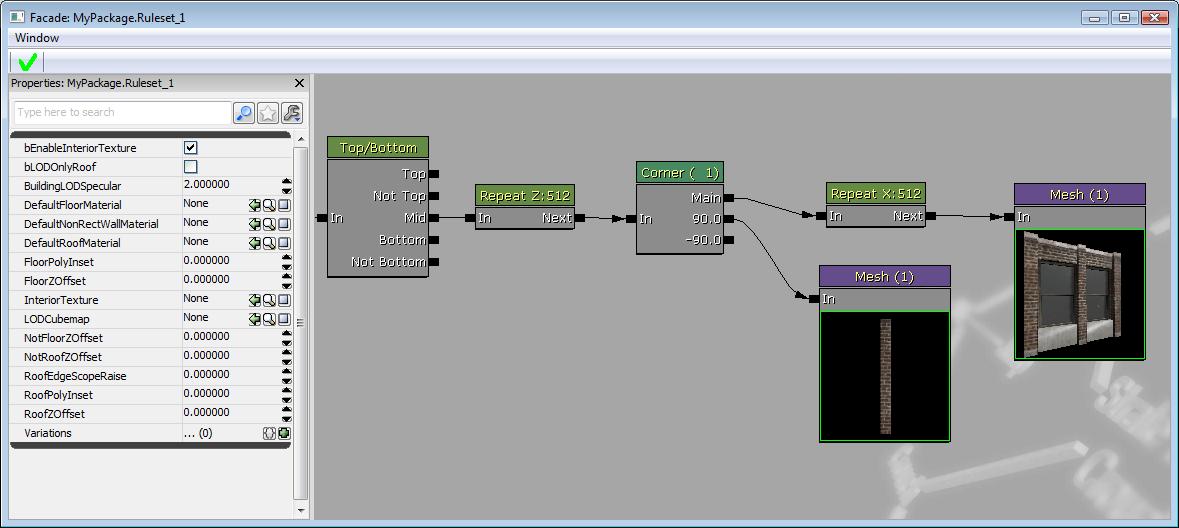 Facade: MyPackage.Ruleset_1
Window
Properties: MyPackage.Ruleset_1
Type here to search
bEnableInteriorTexture
bLODOnlyRoof
BuildingLODSpecular 2.000000
DefaultFloorMaterial None
DefaultNonRectWallMaterial None
DefaultRoofMaterial None
FloorPolyInset 0.000000
FloorZOffset 0.000000
InteriorTexture None
LODCubemap None
NotFloorZOffset 0.000000
NotRoofZOffset 0.000000
RoofEdgeScopeRaise 0.000000
RoofPolyInset 0.000000
RoofZOffset 0.000000
Variations ... (0)
Top/Bottom
Top
Not Top
In Mid
Bottom
Not Bottom
Repeat Z:512
In Next
Corner ( 1)
Main
In 90.0
-90.0
Repeat X:512
In Next
Mesh (1)
In
Mesh (1)
In